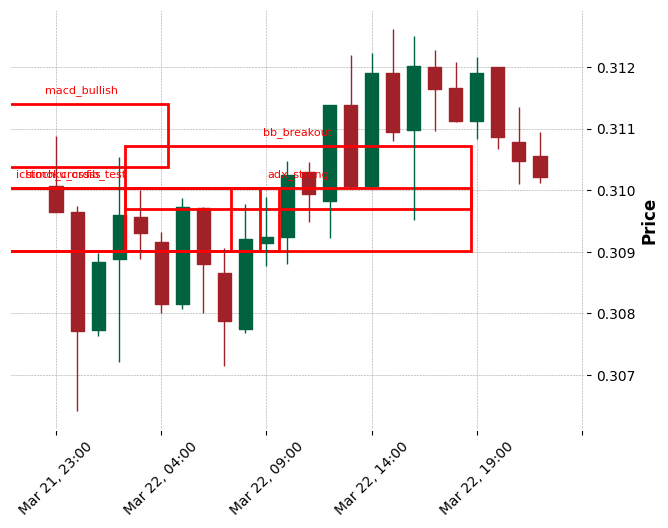 macd_bullish
bb_breakout
adx_strong
0.312
0.311
0.310
0.309
0.308
0.307
Price
Mar 21, 23:00
Mar 22, 04:00
Mar 22, 09:00
Mar 22, 14:00
Mar 22, 19:00